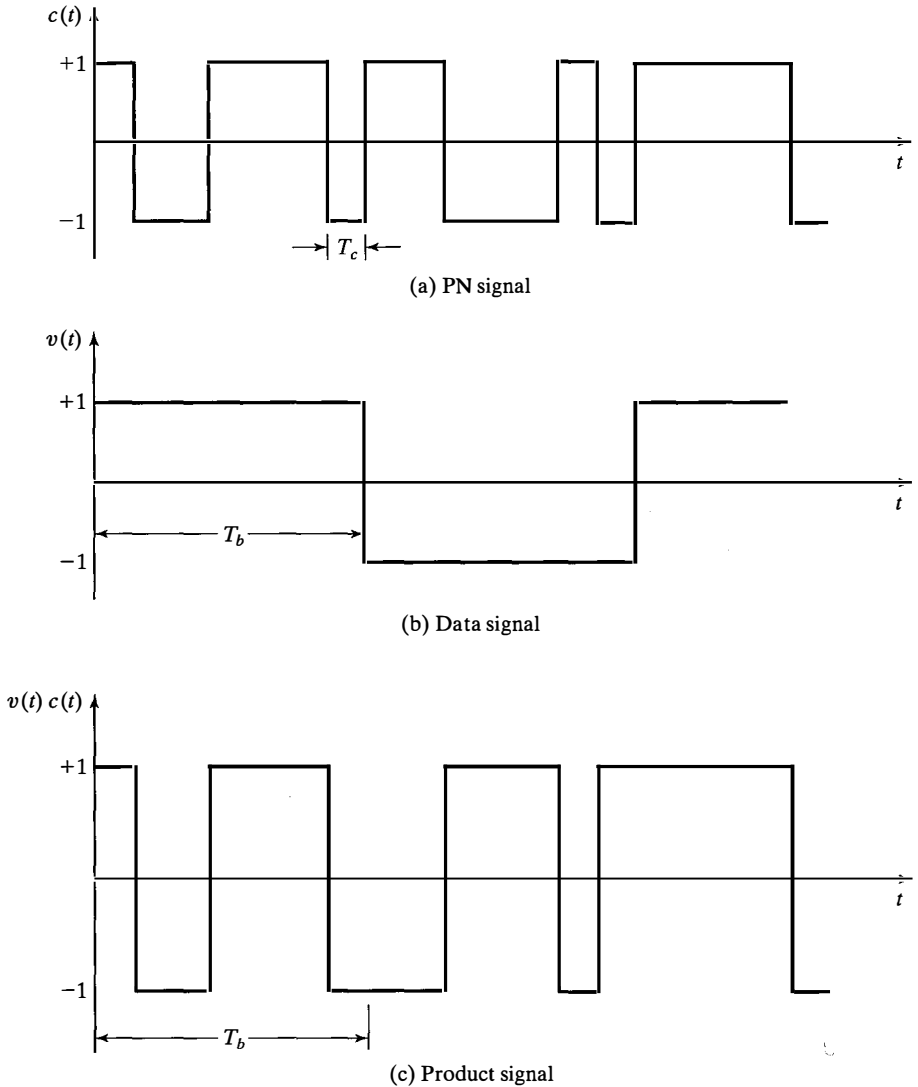 c(t)
+1
t
−1
T_c
(a) PN signal
v(t)
+1
t
T_b
−1
(b) Data signal
v(t) c(t)
+1
t
−1
T_b
(c) Product signal